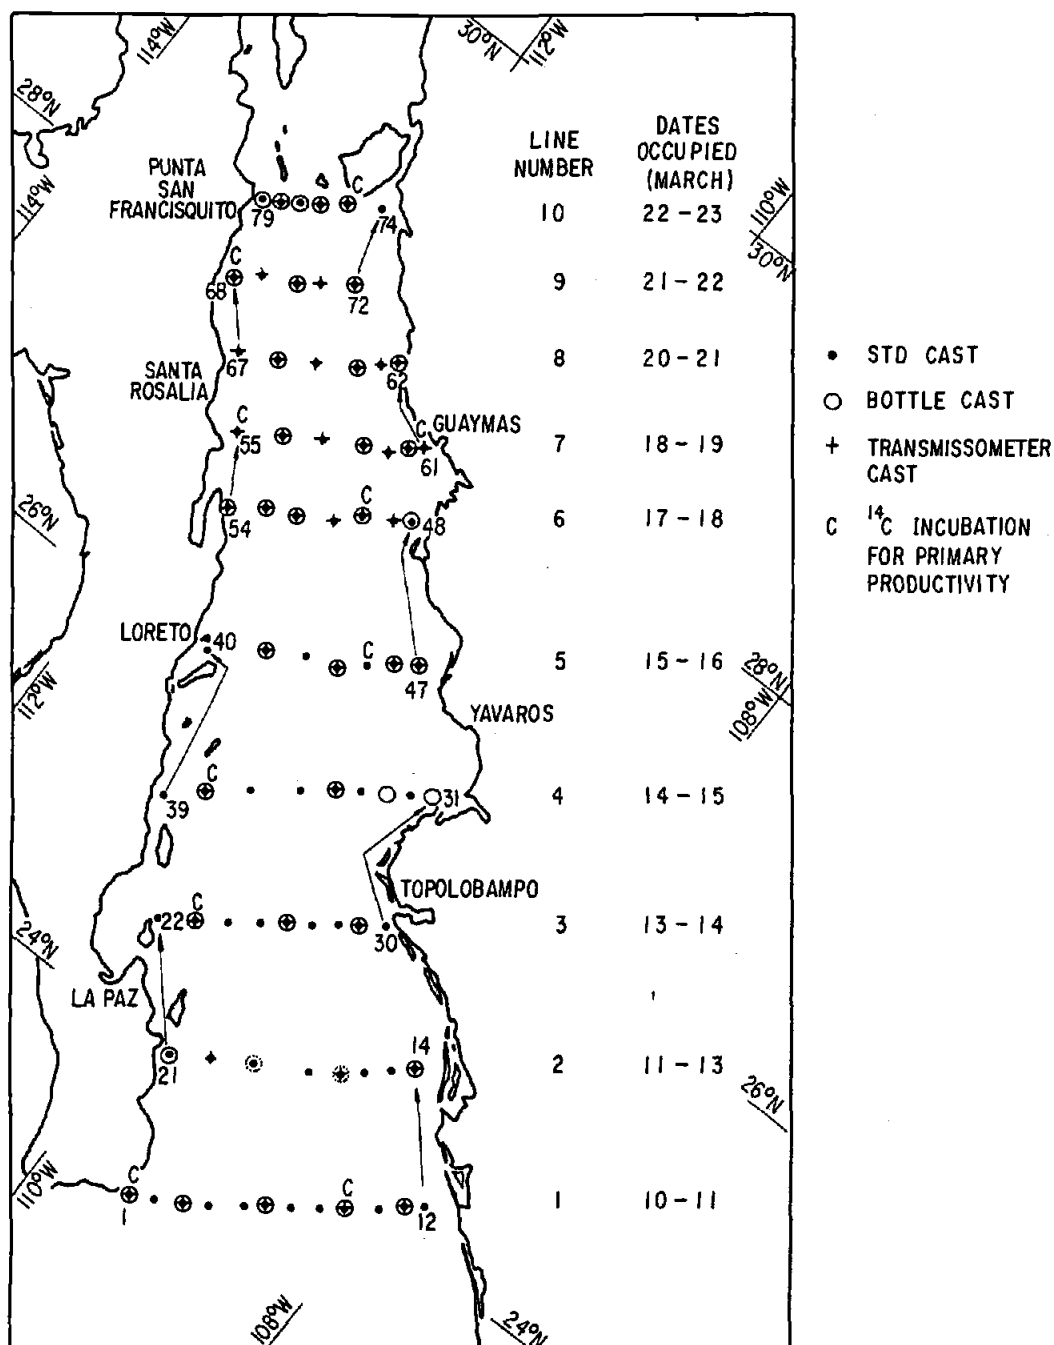 114°W
30°N
112°W
28°N
114°W
LINE NUMBER
DATES OCCUPIED (MARCH)
PUNTA SAN FRANCISQUITO
C
79
74
10
22-23
110°W
30°N
C
68
72
9
21-22
67
62
8
20-21
SANTA ROSALIA
C
55
C
GUAYMAS
61
7
18-19
26°N
C
54
48
6
17-18
LORETO
40
C
47
5
15-16
28°N
108°W
112°W
YAVAROS
C
39
31
4
14-15
TOPOLOBAMPO
C
22
30
3
13-14
24°N
LA PAZ
21
14
2
11-13
26°N
110°W
C
1
C
12
1
10-11
108°W
24°N
STD CAST
BOTTLE CAST
TRANSMISSOMETER CAST
C
14C INCUBATION
FOR PRIMARY
PRODUCTIVITY